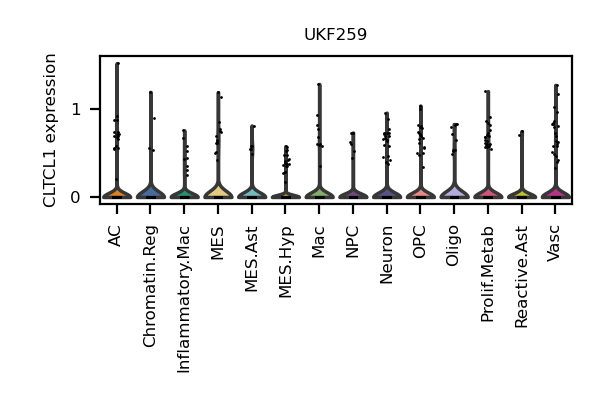 UKF259
CLTCL1 expression
1
0
AC
Chromatin.Reg
Inflammatory.Mac
MES
MES.Ast
MES.Hyp
Mac
NPC
Neuron
OPC
Oligo
Prolif.Metab
Reactive.Ast
Vasc